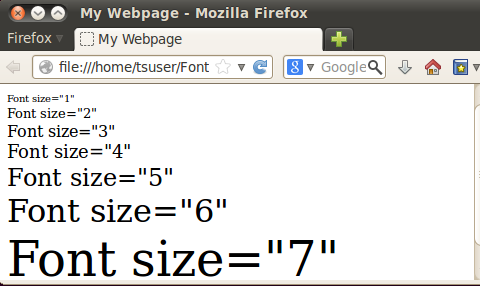 My Webpage - Mozilla Firefox
Firefox
My Webpage
file:///home/tsuser/Font
Google
Font size="1"
Font size="2"
Font size="3"
Font size="4"
Font size="5"
Font size="6"
Font size="7"